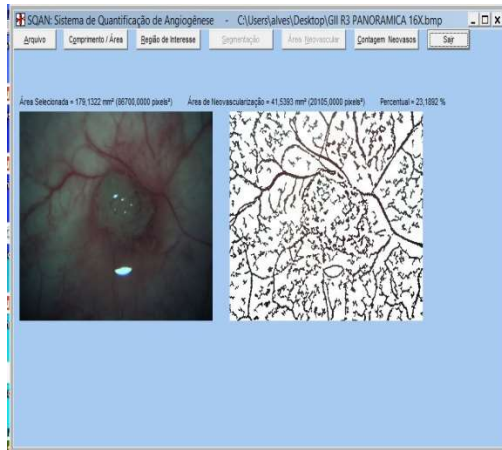 SQAN: Sistema de Quantificação de Angiogênese - C:\Users\alves\Desktop\GII R3 PANORAMICA 16X.bmp
Arquivo Comprimento / Área Região de Interesse Segmentação Área Neovascular Contagem Neovasos Sair
Área Selecionada = 179,1322 mm² (86700,0000 pixels²) Área de Neovascularização = 41,5393 mm² (20105,0000 pixels²) Percentual = 23,1892 %